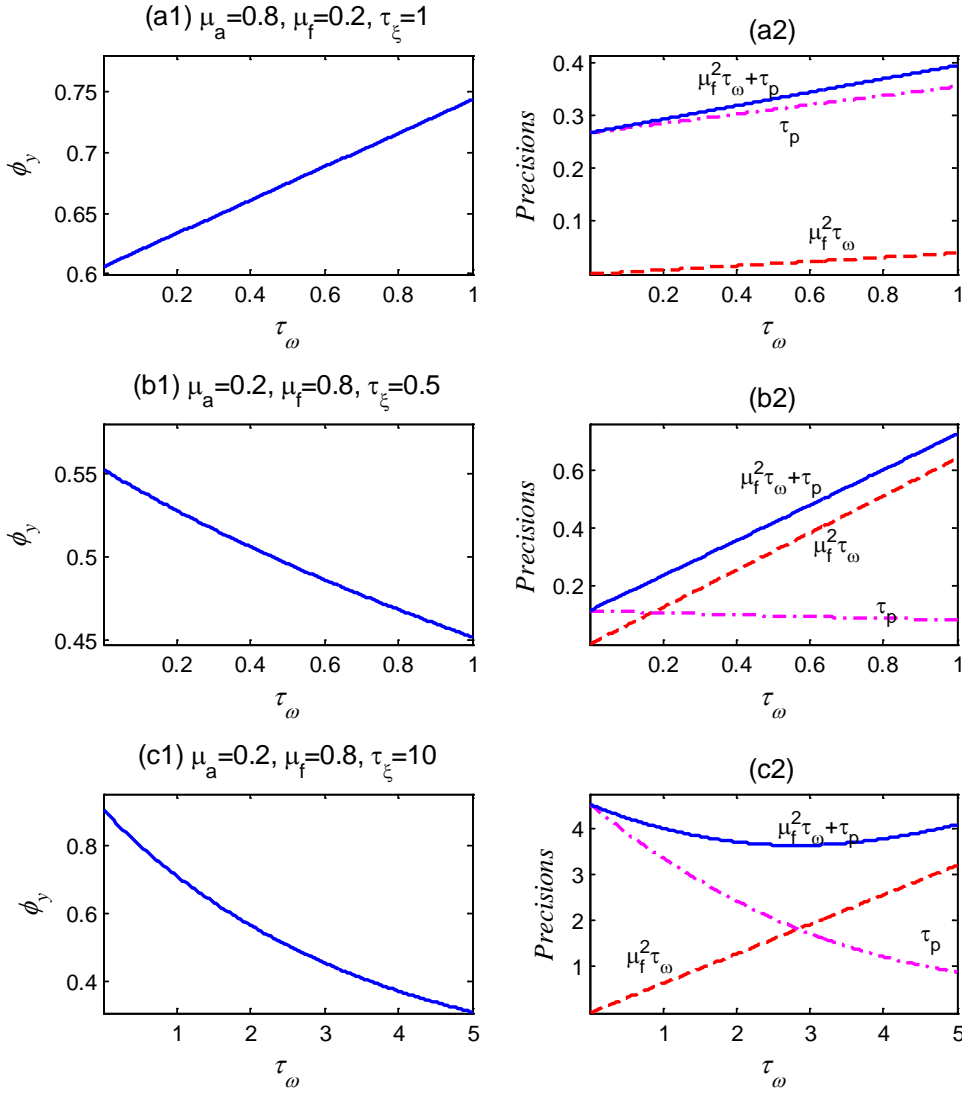 (a1) μa=0.8, μf=0.2, τξ=1
ϕy
0.75
0.7
0.65
0.6
0.2 0.4 0.6 0.8 1
τω
(a2)
Precisions
0.4
0.3
0.2
0.1
μf²τω+τp
τp
μf²τω
0.2 0.4 0.6 0.8 1
τω
(b1) μa=0.2, μf=0.8, τξ=0.5
ϕy
0.55
0.5
0.45
0.2 0.4 0.6 0.8 1
τω
(b2)
Precisions
0.6
0.4
0.2
μf²τω+τp
μf²τω
τp
0.2 0.4 0.6 0.8 1
τω
(c1) μa=0.2, μf=0.8, τξ=10
ϕy
0.8
0.6
0.4
1 2 3 4 5
τω
(c2)
Precisions
4
3
2
1
μf²τω+τp
τp
μf²τω
1 2 3 4 5
τω